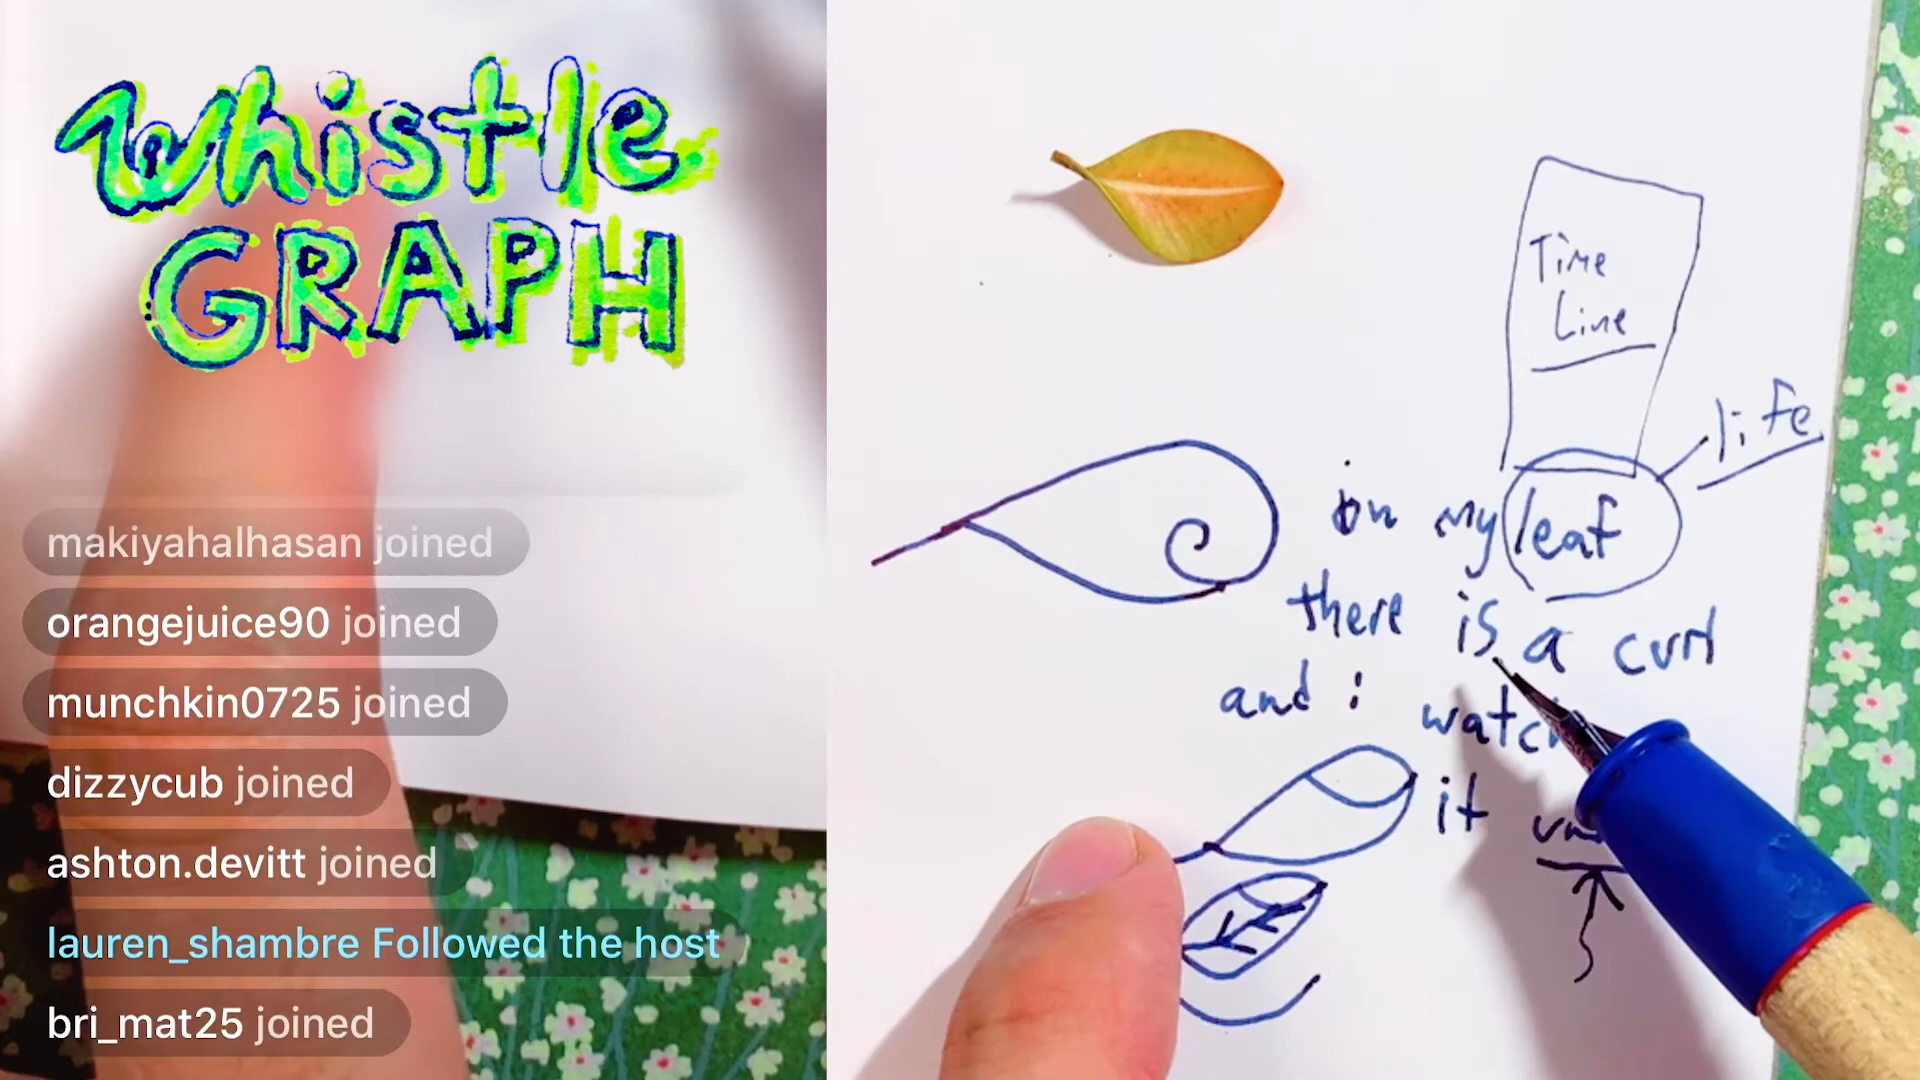 Whistle
GRAPH
makiyahalhasan joined
orangejuice90 joined
munchkin0725 joined
dizzycub joined
ashton.devitt joined
lauren_shambre Followed the host
bri_mat25 joined
Time
Line
life
on my leaf
there is a curl
and i watch
it